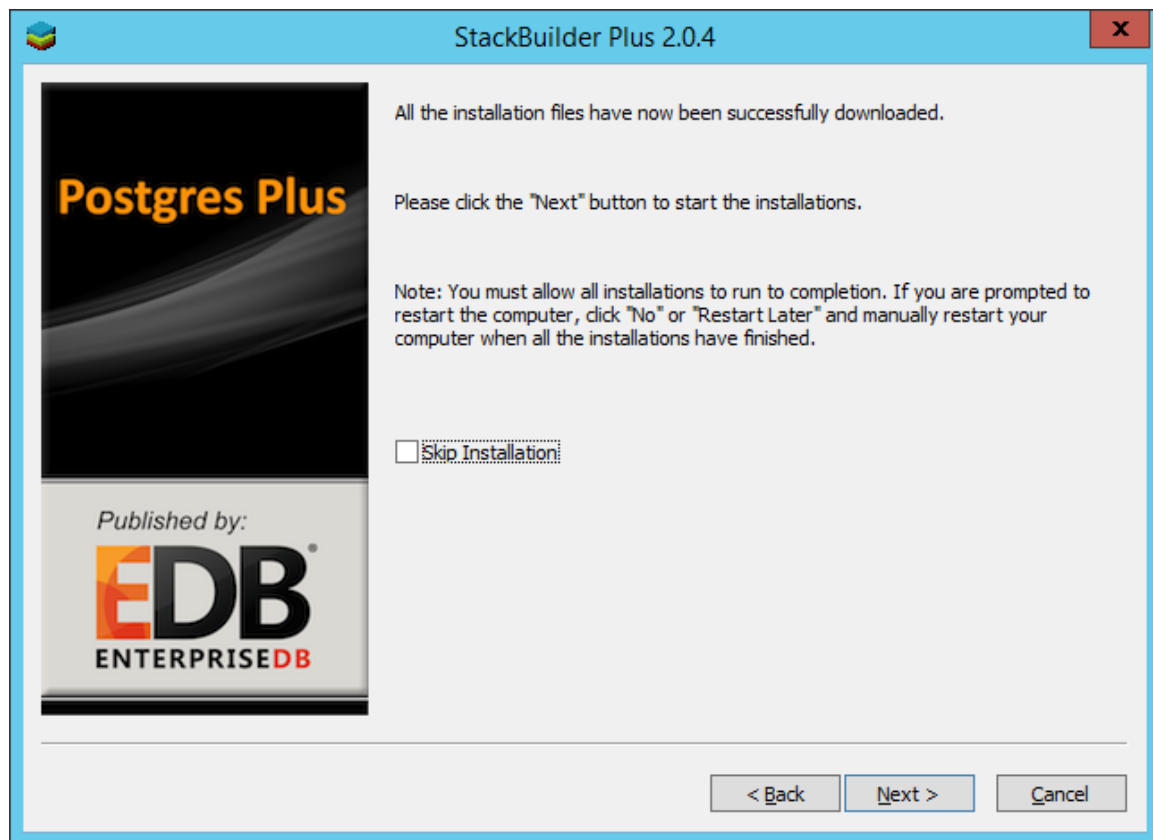 StackBuilder Plus 2.0.4
x
Postgres Plus
All the installation files have now been successfully downloaded.
Please click the "Next" button to start the installations.
Note: You must allow all installations to run to completion. If you are prompted to
restart the computer, click "No" or "Restart Later" and manually restart your
computer when all the installations have finished.
Skip Installation
Published by:
EDB®
ENTERPRISEDB
< Back
Next >
Cancel